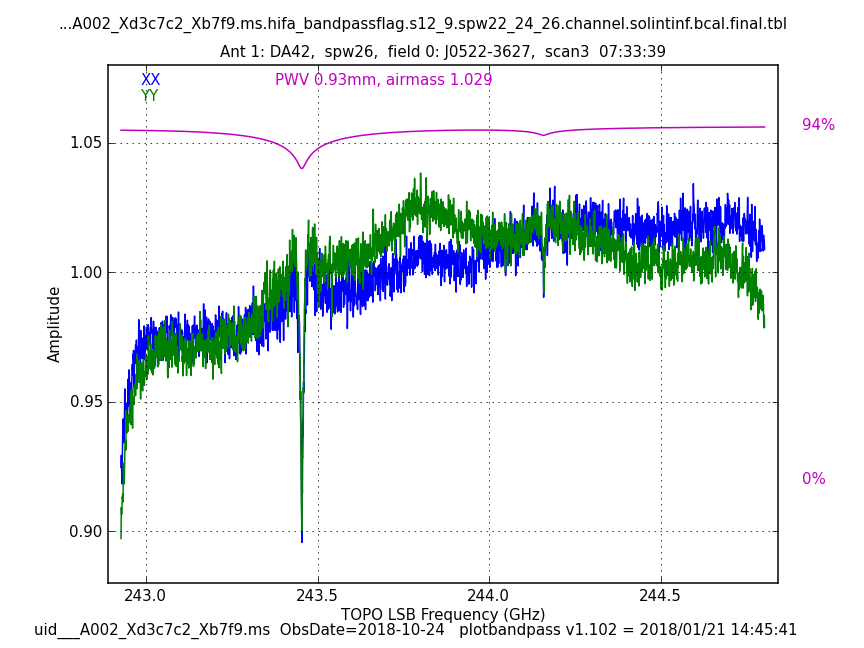 ...A002_Xd3c7c2_Xb7f9.ms.hifa_bandpassflag.s12_9.spw22_24_26.channel.solintinf.bcal.final.tbl
Ant 1: DA42,  spw26,  field 0: J0522-3627,  scan3  07:33:39
XX
PWV 0.93mm, airmass 1.029
YY
94%
1.05
1.00
Amplitude
0.95
0%
0.90
243.0 243.5 244.0 244.5
TOPO LSB Frequency (GHz)
uid___A002_Xd3c7c2_Xb7f9.ms  ObsDate=2018-10-24   plotbandpass v1.102 = 2018/01/21 14:45:41